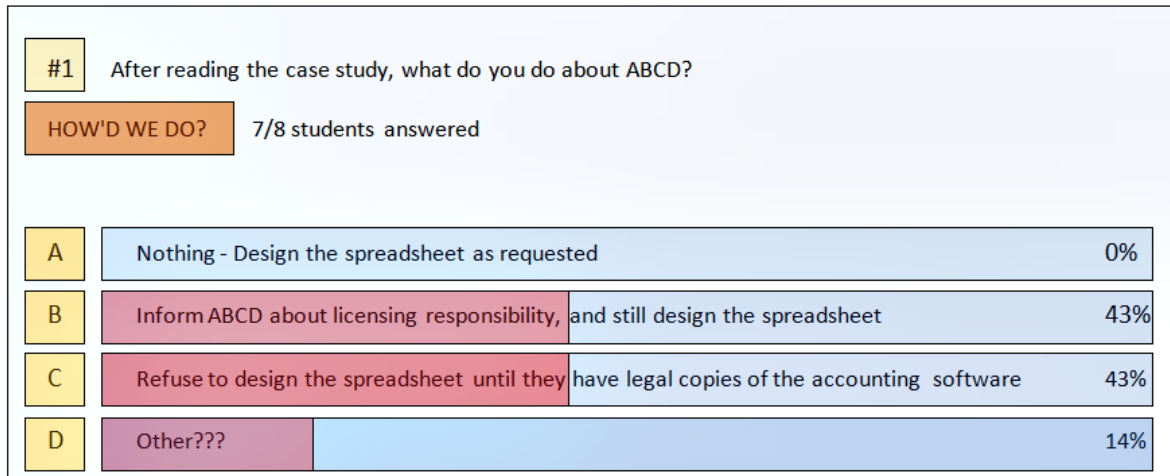 #1 After reading the case study, what do you do about ABCD?
HOW'D WE DO? 7/8 students answered
A Nothing - Design the spreadsheet as requested 0%
B Inform ABCD about licensing responsibility, and still design the spreadsheet 43%
C Refuse to design the spreadsheet until they have legal copies of the accounting software 43%
D Other??? 14%